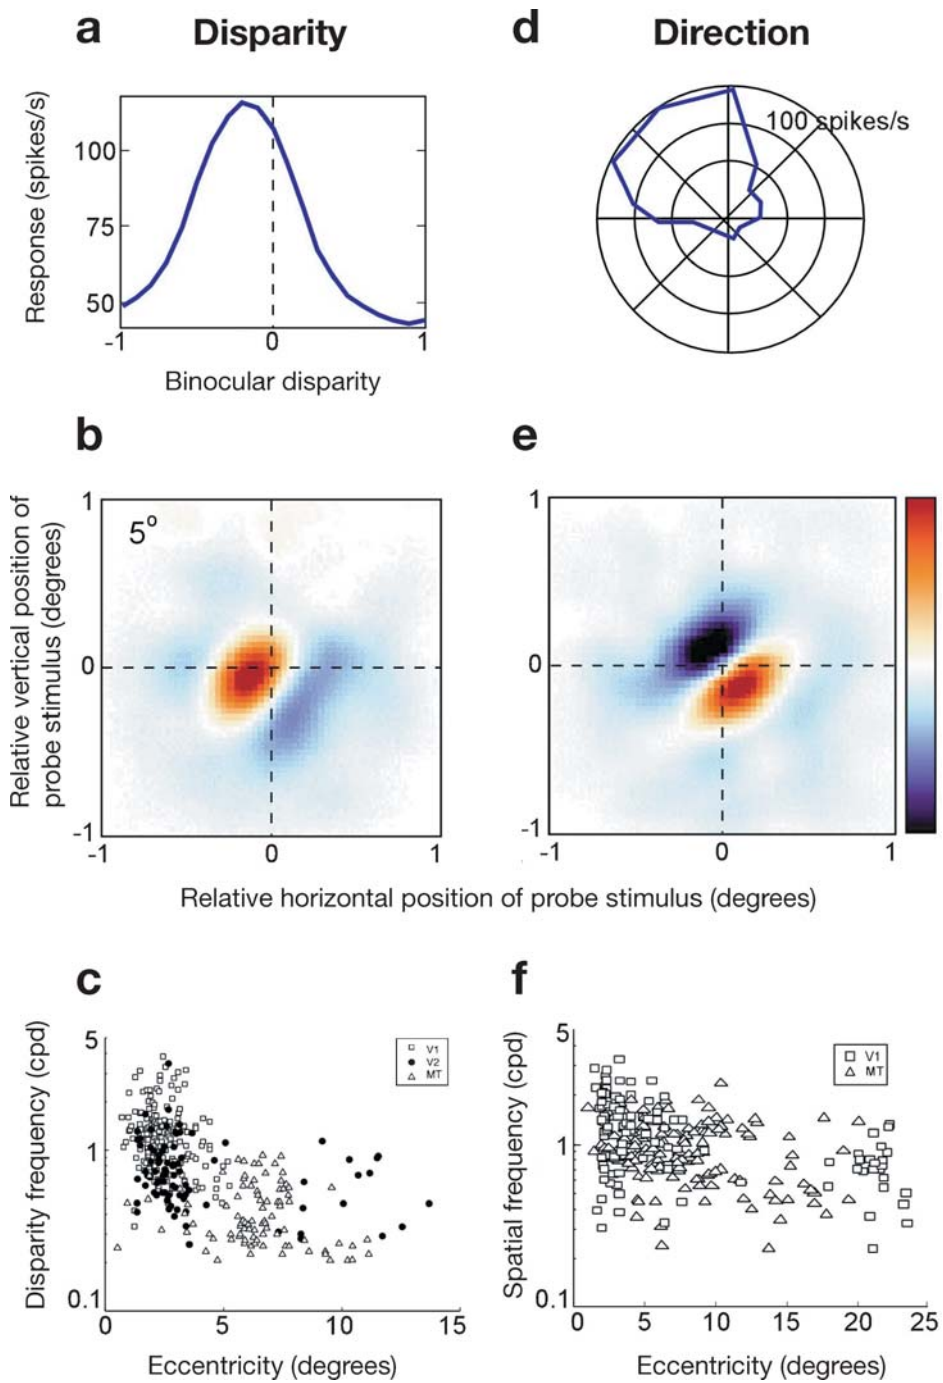 a Disparity
Response (spikes/s)
100
75
50
-1 0 1
Binocular disparity
d Direction
100 spikes/s
b
Relative vertical position of
probe stimulus (degrees)
5o
1
0
-1
-1 0 1
e
1
0
-1
-1 0 1
Relative horizontal position of probe stimulus (degrees)
c
Disparity frequency (cpd)
5
1
0.1
V1
V2
MT
0 5 10 15
Eccentricity (degrees)
f
Spatial frequency (cpd)
5
1
0.1
V1
MT
0 5 10 15 20 25
Eccentricity (degrees)